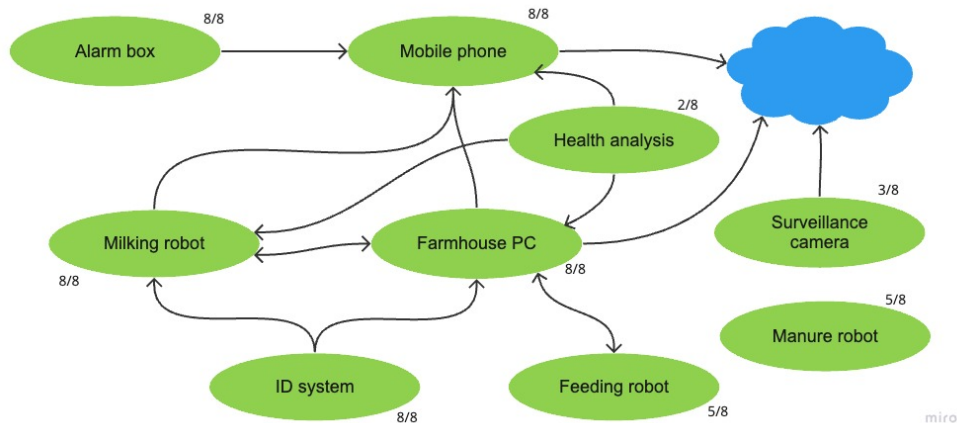 8/8
8/8
Alarm box
Mobile phone
2/8
Health analysis
3/8
Surveillance
camera
Milking robot
Farmhouse PC
8/8
8/8
5/8
Manure robot
ID system
Feeding robot
8/8
5/8
miro